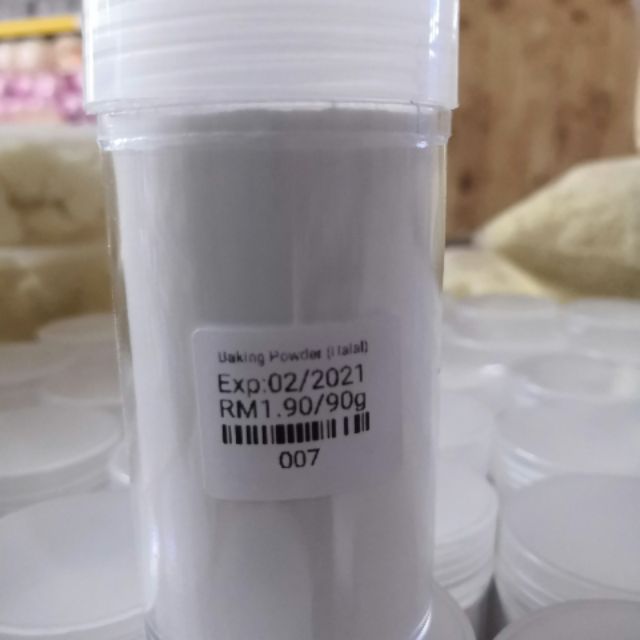 Baking Powder (Halal)
Exp:02/2021
RM1.90/90g
007